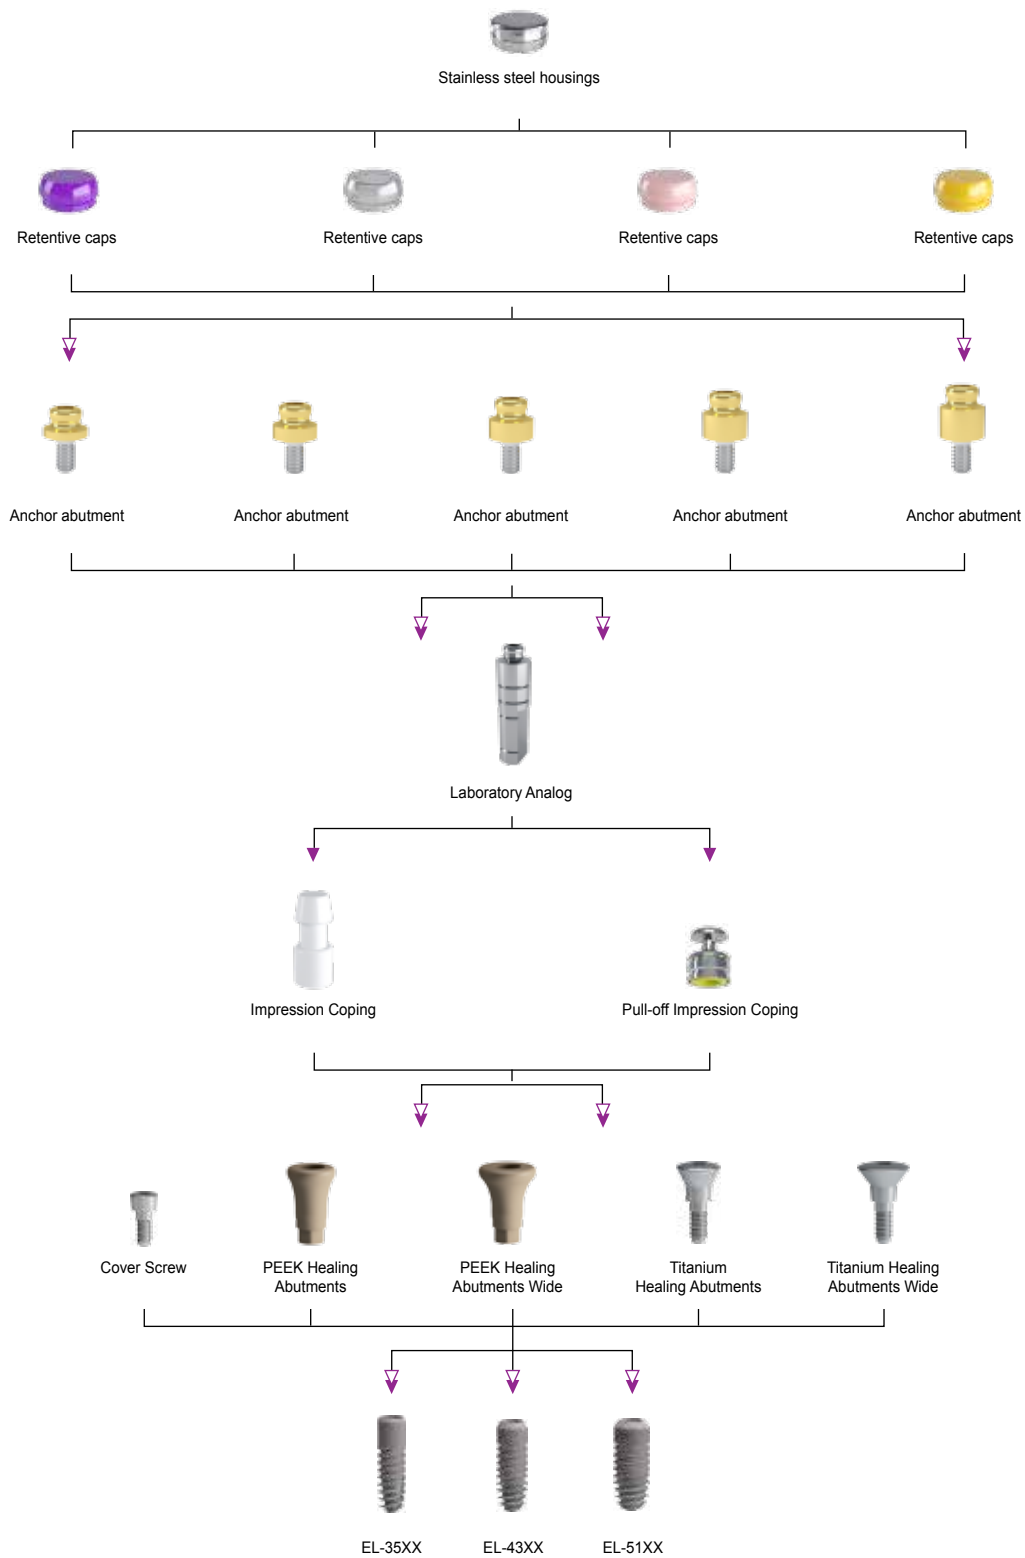 Stainless steel housings
Retentive caps
Retentive caps
Retentive caps
Retentive caps
Anchor abutment
Anchor abutment
Anchor abutment
Anchor abutment
Anchor abutment
Laboratory Analog
Impression Coping
Pull-off Impression Coping
Cover Screw
PEEK Healing
Abutments
PEEK Healing
Abutments Wide
Titanium
Healing Abutments
Titanium Healing
Abutments Wide
EL-35XX
EL-43XX
EL-51XX